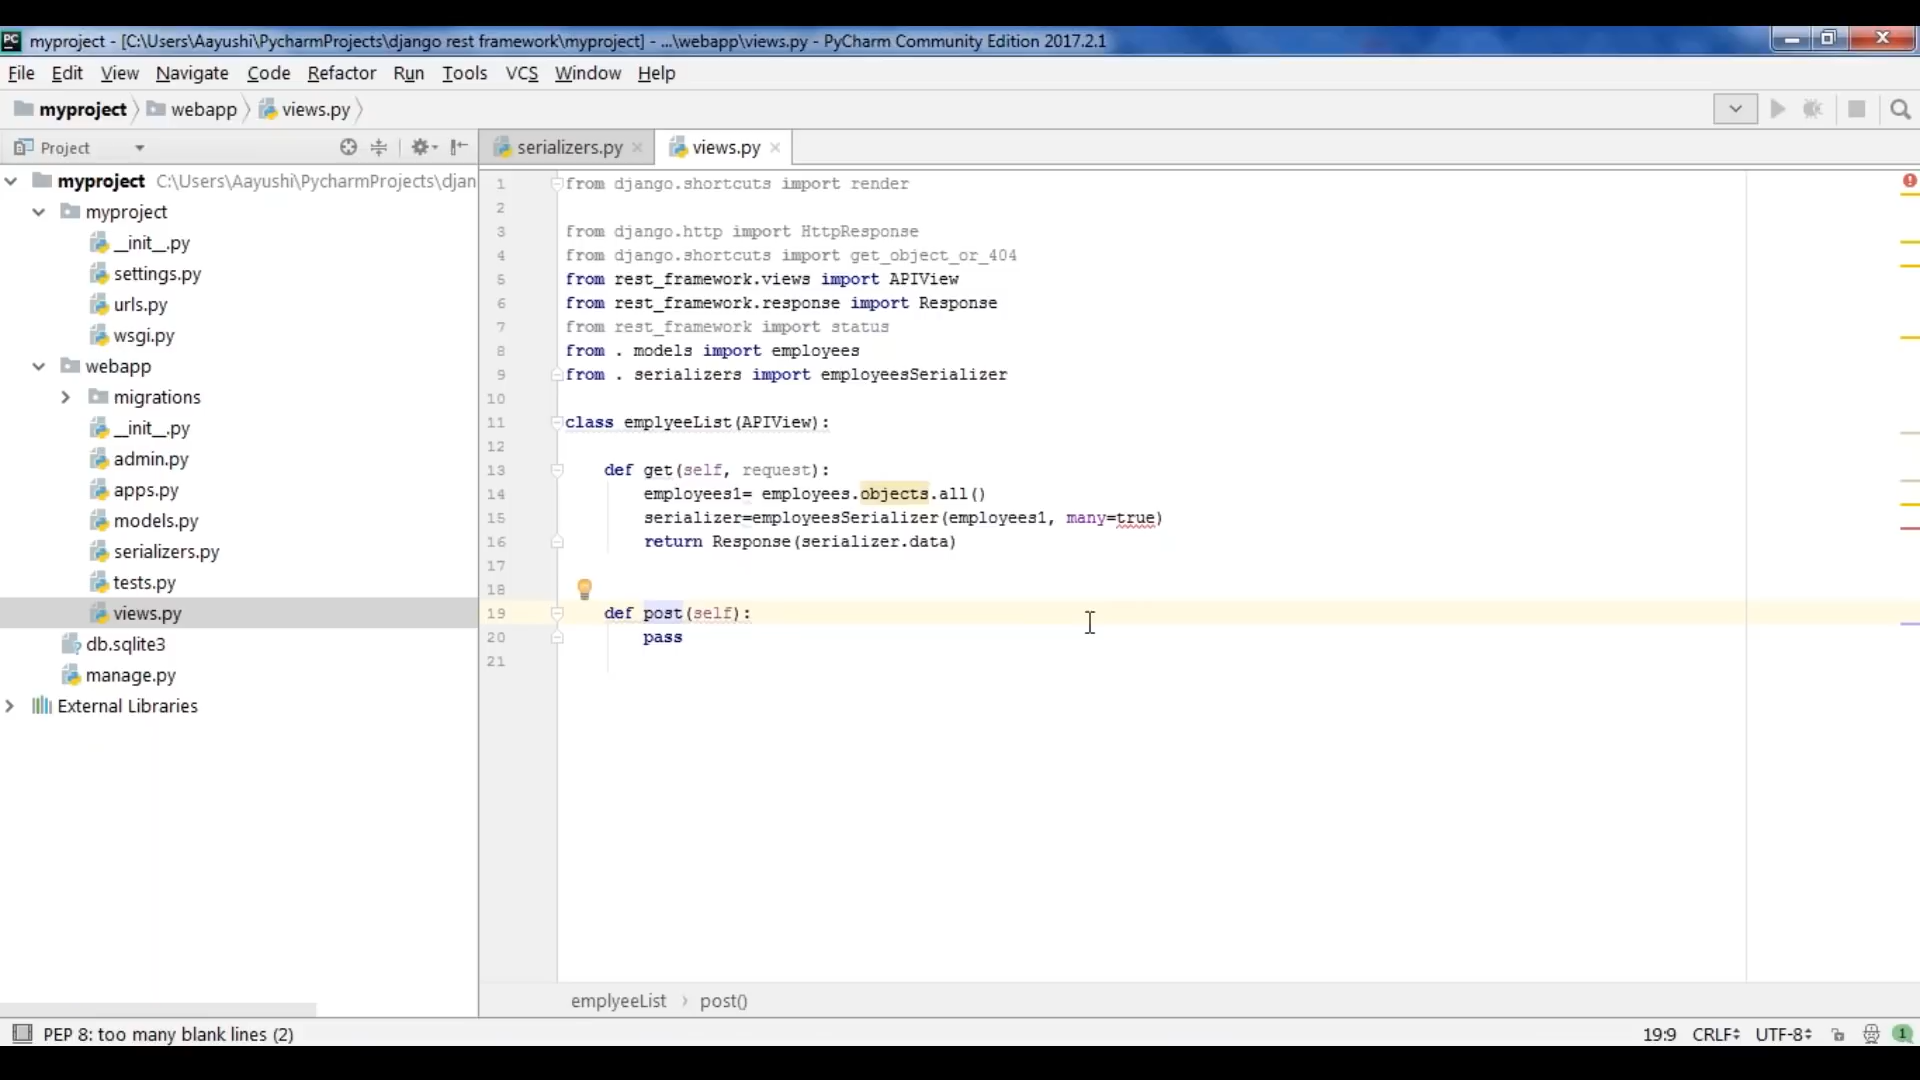 myproject - [C:\Users\Aayushi\PycharmProjects\django rest framework\myproject] - ...\webapp\views.py - PyCharm Community Edition 2017.2.1
File Edit View Navigate Code Refactor Run Tools VCS Window Help
myproject webapp views.py
Project
serializers.py views.py
myproject C:\Users\Aayushi\PycharmProjects\djan
myproject
__init__.py
settings.py
urls.py
wsgi.py
webapp
migrations
__init__.py
admin.py
apps.py
models.py
serializers.py
tests.py
views.py
db.sqlite3
manage.py
External Libraries
1 from django.shortcuts import render
2
3 from django.http import HttpResponse
4 from django.shortcuts import get_object_or_404
5 from rest_framework.views import APIView
6 from rest_framework.response import Response
7 from rest_framework import status
8 from . models import employees
9 from . serializers import employeesSerializer
10
11 class emplyeeList(APIView):
12
13 def get(self, request):
14 employees1= employees.objects.all()
15 serializer=employeesSerializer(employees1, many=true)
16 return Response(serializer.data)
17
18
19 def post(self):
20 pass
21
emplyeeList post()
PEP 8: too many blank lines (2)
19:9 CRLF UTF-8 1